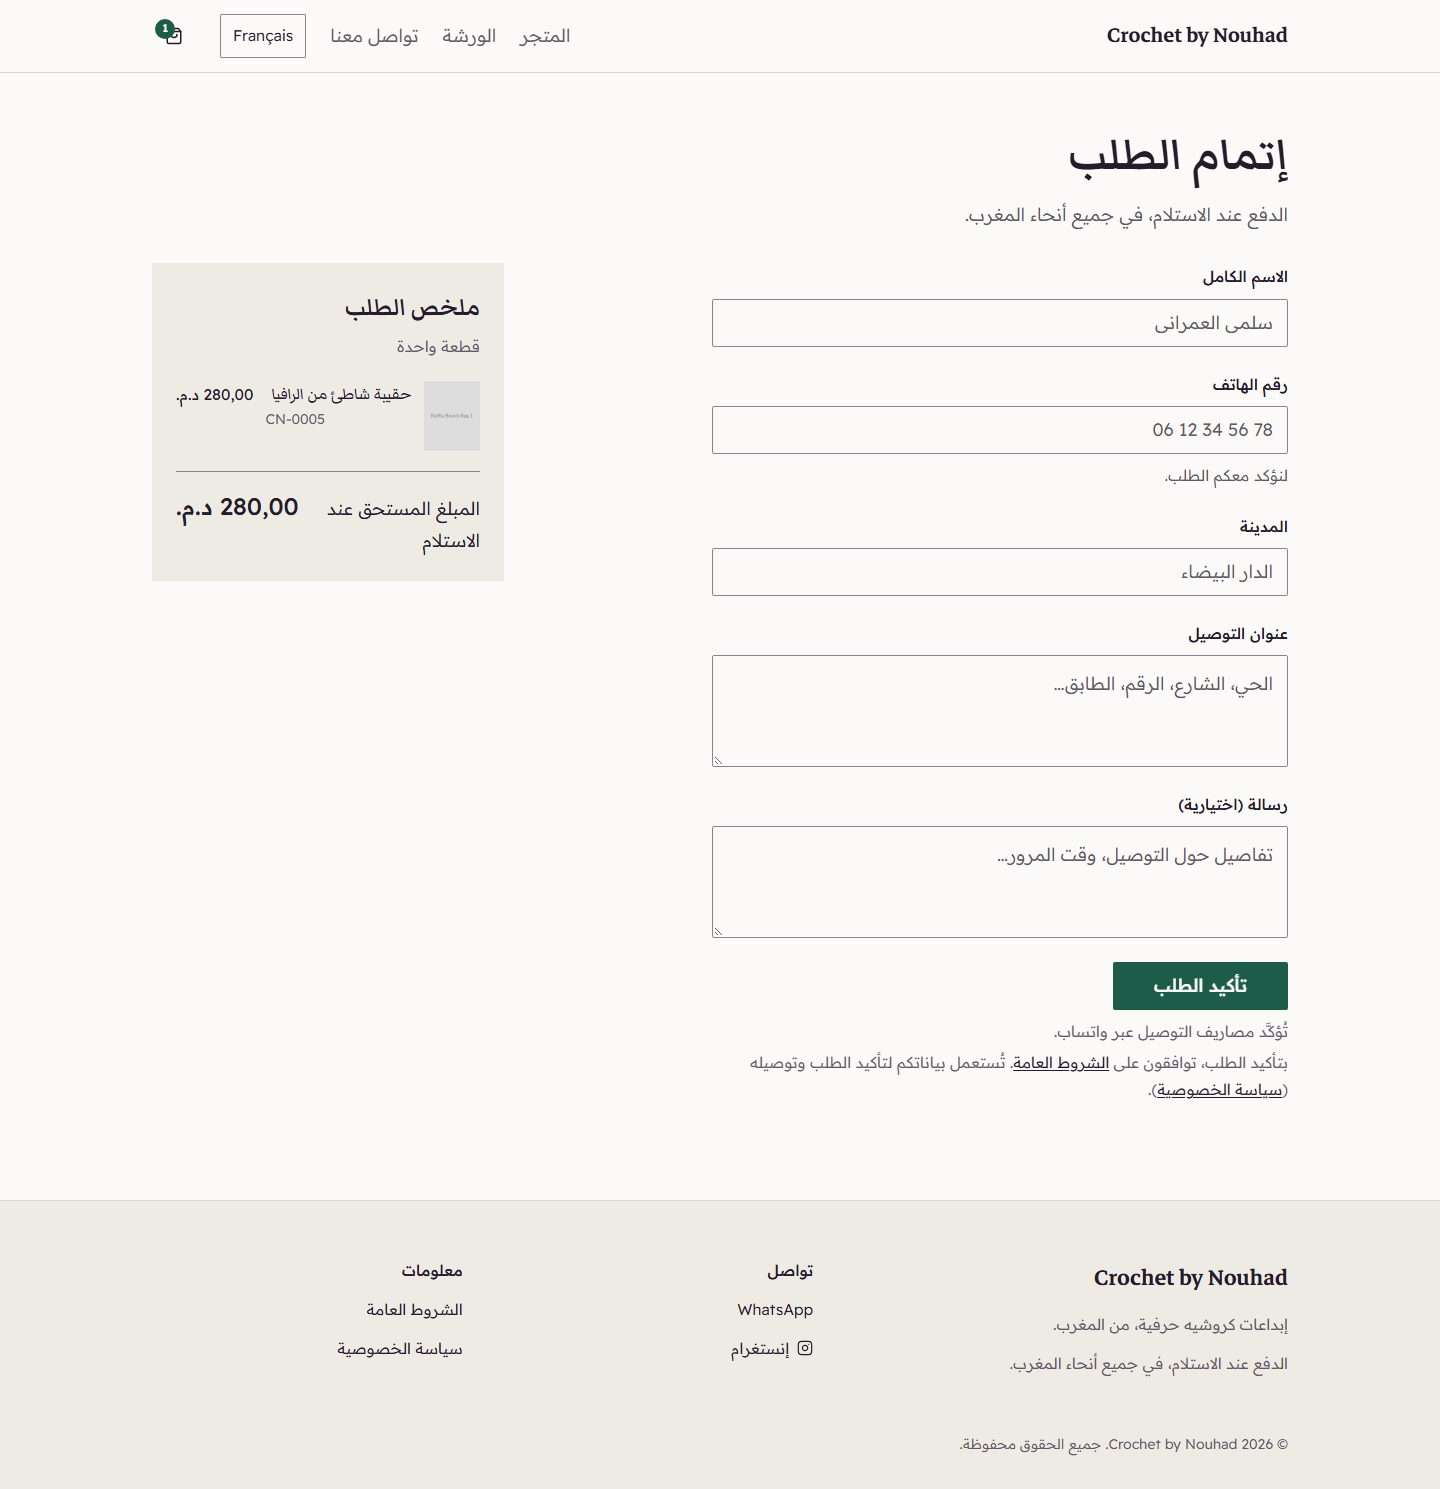 Crochet by Nouhad
المتجر
الورشة
تواصل معنا
Français
1
إتمام الطلب
الدفع عند الاستلام، في جميع أنحاء المغرب.
الاسم الكامل
سلمى العمراني
رقم الهاتف
06 12 34 56 78
لنؤكد معكم الطلب.
المدينة
الدار البيضاء
عنوان التوصيل
الحي، الشارع، الرقم، الطابق...
رسالة (اختيارية)
تفاصيل حول التوصيل، وقت المرور...
تأكيد الطلب
تُؤكَّد مصاريف التوصيل عبر واتساب.
بتأكيد الطلب، توافقون على الشروط العامة. تُستعمل بياناتكم لتأكيد الطلب وتوصيله
(سياسة الخصوصية).
ملخص الطلب
قطعة واحدة
Raffia Beach Bag 1
حقيبة شاطئ من الرافيا
280,00 د.م.
CN-0005
المبلغ المستحق عند
الاستلام
280,00 د.م.
Crochet by Nouhad
إبداعات كروشيه حرفية، من المغرب.
الدفع عند الاستلام، في جميع أنحاء المغرب.
تواصل
WhatsApp
إنستغرام
معلومات
الشروط العامة
سياسة الخصوصية
© 2026 Crochet by Nouhad. جميع الحقوق محفوظة.